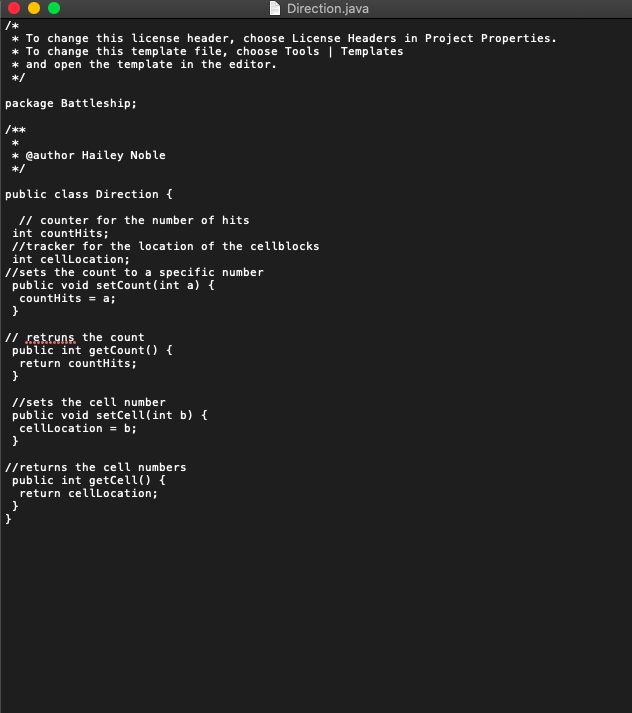 Direction.java
/*
 * To change this license header, choose License Headers in Project Properties.
 * To change this template file, choose Tools | Templates
 * and open the template in the editor.
 */

package Battleship;

/**
 *
 * @author Hailey Noble
 */

public class Direction {

  // counter for the number of hits
 int countHits;
 //tracker for the location of the cellblocks
 int cellLocation;
//sets the count to a specific number
 public void setCount(int a) {
  countHits = a;
 }

// retruns the count
 public int getCount() {
  return countHits;
 }

 //sets the cell number
 public void setCell(int b) {
  cellLocation = b;
 }

//returns the cell numbers
 public int getCell() {
  return cellLocation;
 }
}